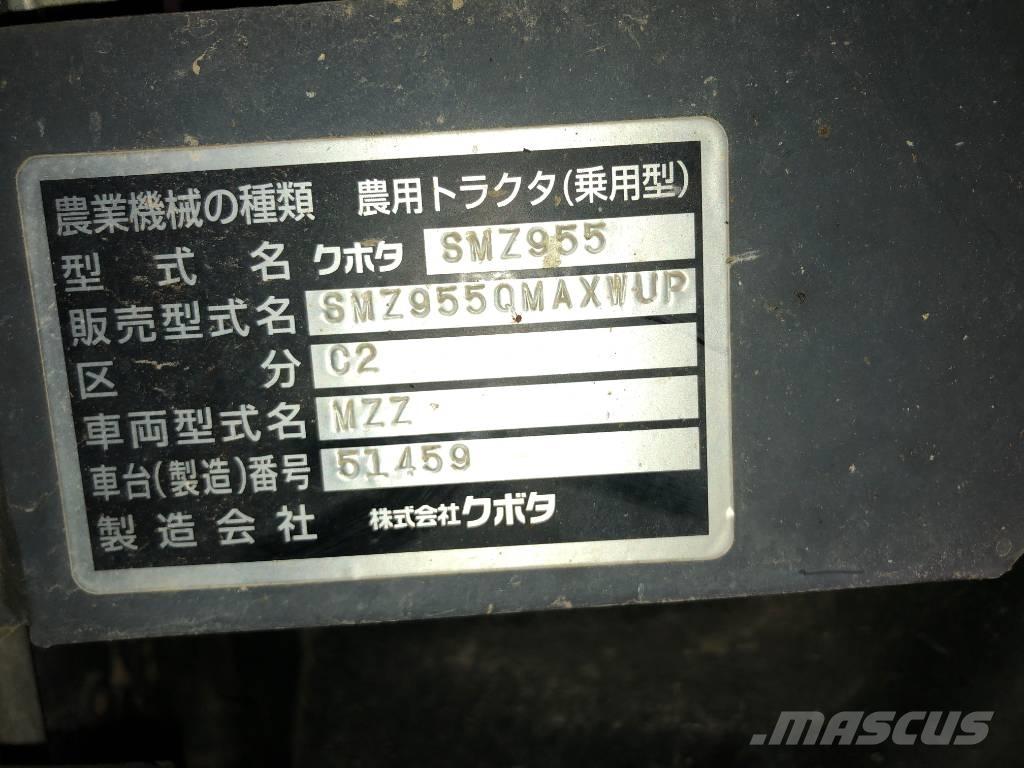 農業機械の種類 農用トラクタ(乗用型)
型式名 クボタ SMZ955
販売型式名 SMZ955QMAXWUP
区分 C2
車両型式名 MZZ
車台(製造)番号 51459
製造会社 株式会社クボタ
MASCUS